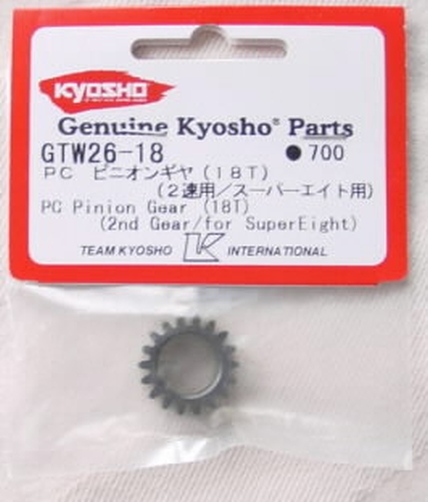 KYOSHO
Genuine Kyosho® Parts
GTW26-18 ●700
PC ピニオンギヤ(18T)
(2速用/スーパーエイト用)
PC Pinion Gear (18T)
(2nd Gear/for SuperEight)
TEAM KYOSHO K INTERNATIONAL